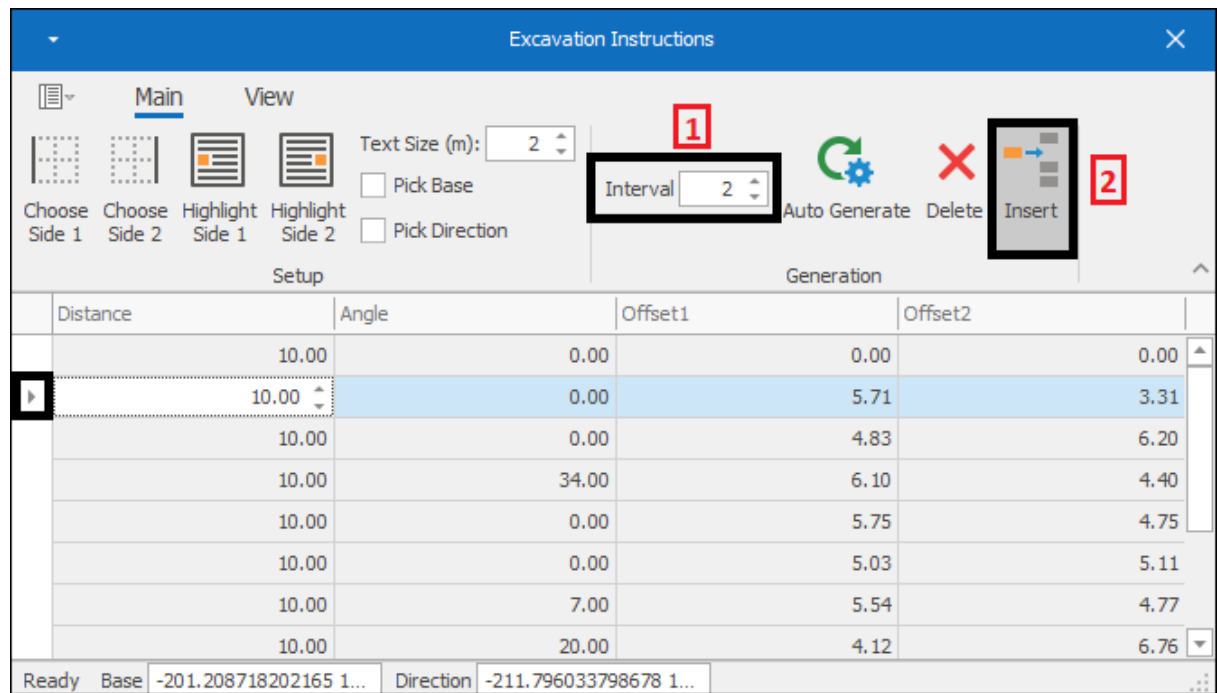 Excavation Instructions
Main View
Text Size (m): 2
1
Pick Base
Interval 2
2
Choose Side 1
Choose Side 2
Highlight Side 1
Highlight Side 2
Pick Direction
Auto Generate
Delete
Insert
Setup
Generation
Distance Angle Offset1 Offset2
10.00 0.00 0.00 0.00
10.00 0.00 5.71 3.31
10.00 0.00 4.83 6.20
10.00 34.00 6.10 4.40
10.00 0.00 5.75 4.75
10.00 0.00 5.03 5.11
10.00 7.00 5.54 4.77
10.00 20.00 4.12 6.76
Ready Base -201.208718202165 1... Direction -211.796033798678 1...